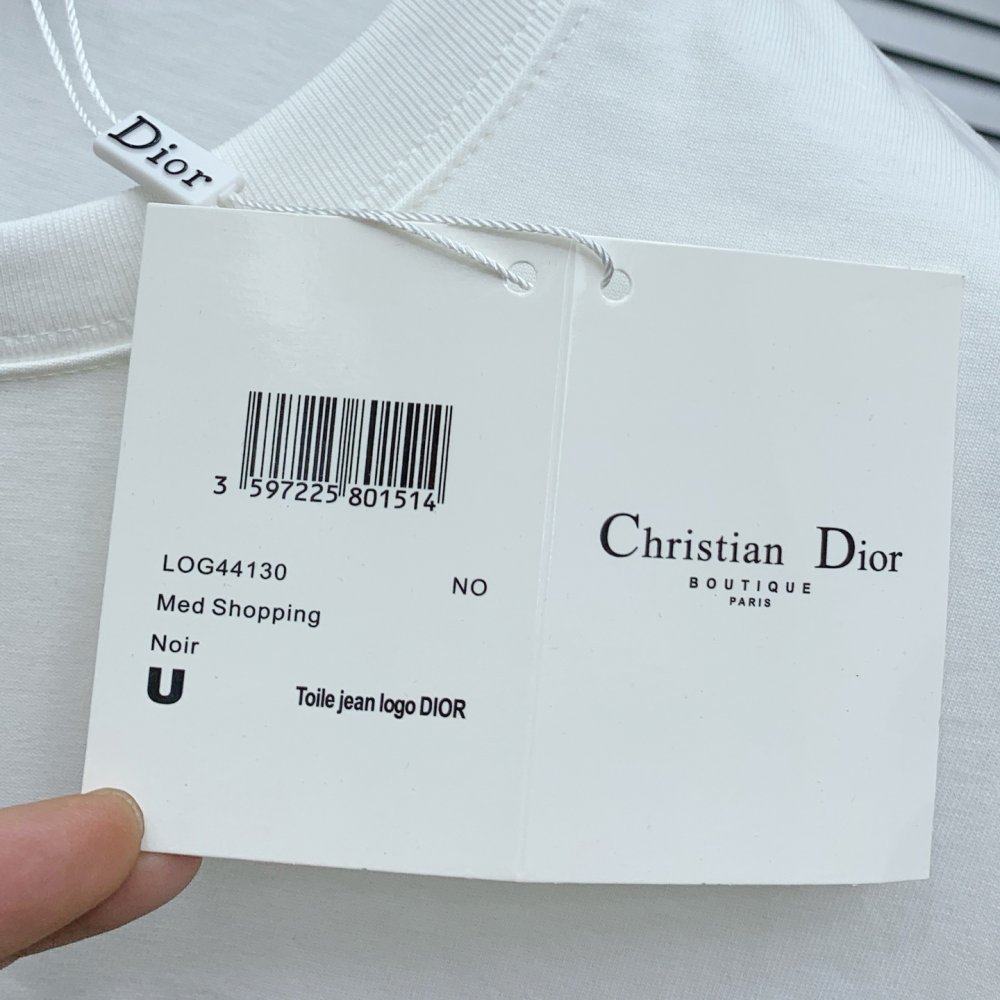 Dior
3 597225 801514
LOG44130
NO
Med Shopping
Noir
U
Toile jean logo DIOR
Christian Dior
BOUTIQUE
PARIS